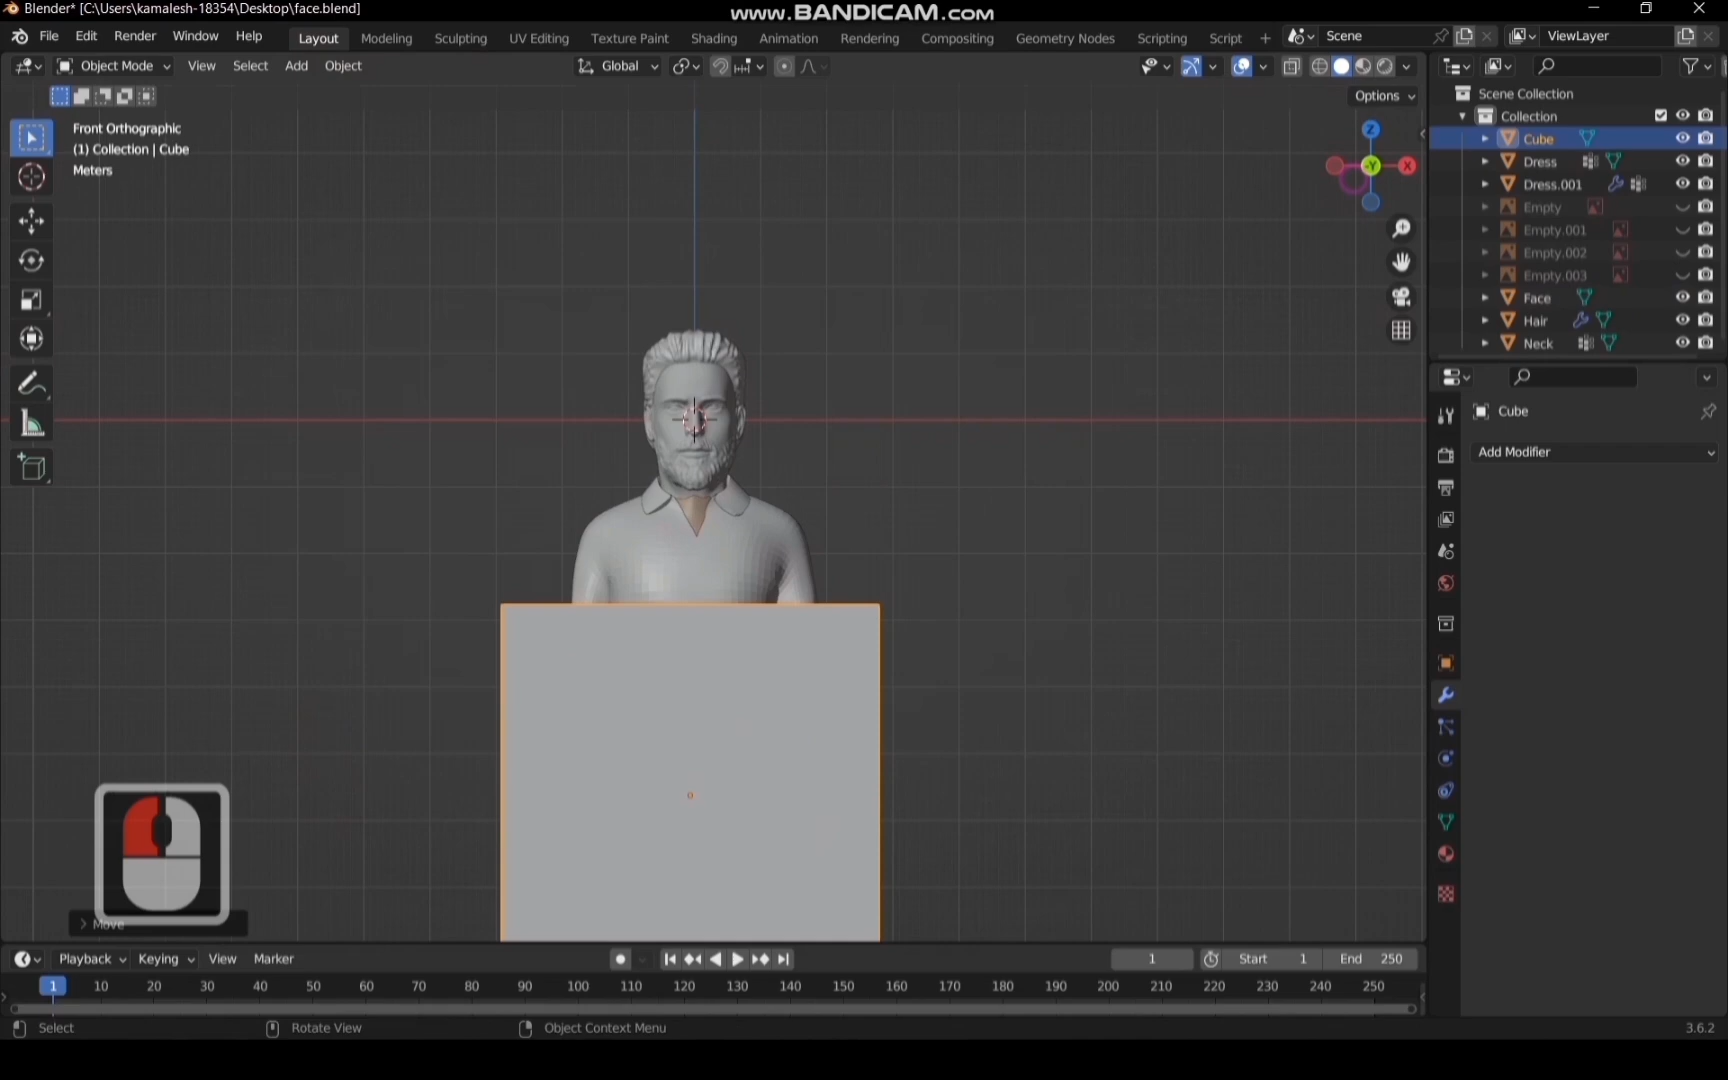 Blender* [C:\Users\kamalesh-18354\Desktop\face.blend]
www.BANDICAM.com
File Edit Render Window Help
Layout Modeling Sculpting UV Editing Texture Paint Shading Animation Rendering Compositing Geometry Nodes Scripting Script +
Scene
ViewLayer
Object Mode View Select Add Object
Global
Options
Front Orthographic
(1) Collection | Cube
Meters
Z
-Y
X
Scene Collection
Collection
Cube
Dress
Dress.001
Empty
Empty.001
Empty.002
Empty.003
Face
Hair
Neck
Cube
Add Modifier
Move
Playback Keying View Marker
1
Start 1
End 250
1 10 20 30 40 50 60 70 80 90 100 110 120 130 140 150 160 170 180 190 200 210 220 230 240 250
Select
Rotate View
Object Context Menu
3.6.2